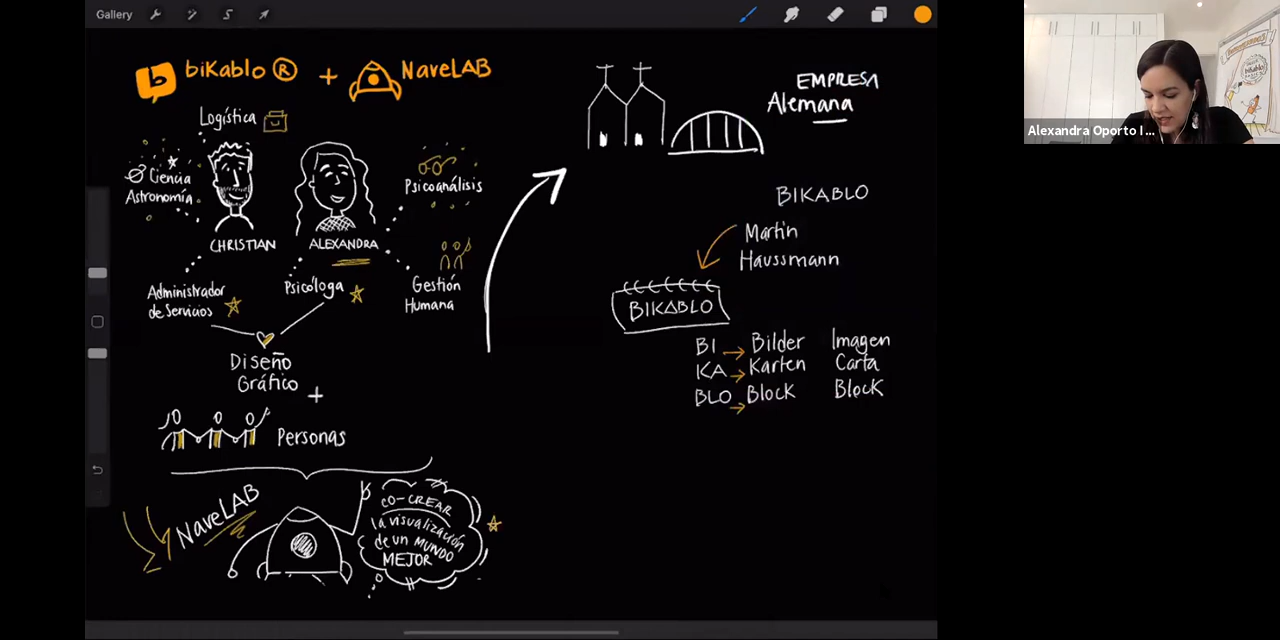 Gallery
b biKablo ® + NaveLAB
Logística
Ciencia
Astronomía
Psicoanálisis
CHRISTIAN
ALEXANDRA
Administrador
de Servicios
Psicóloga
Gestión
Humana
Diseño
Gráfico
+
Personas
NaveLAB
CO-CREAR
la visualización
de un MUNDO
MEJOR
EMPRESA
Alemana
BIKABLO
Martin
Haussmann
BIKABLO
BI → Bilder Imagen
KA → Karten Carta
BLO → Block Block
Alexandra Oporto I ...